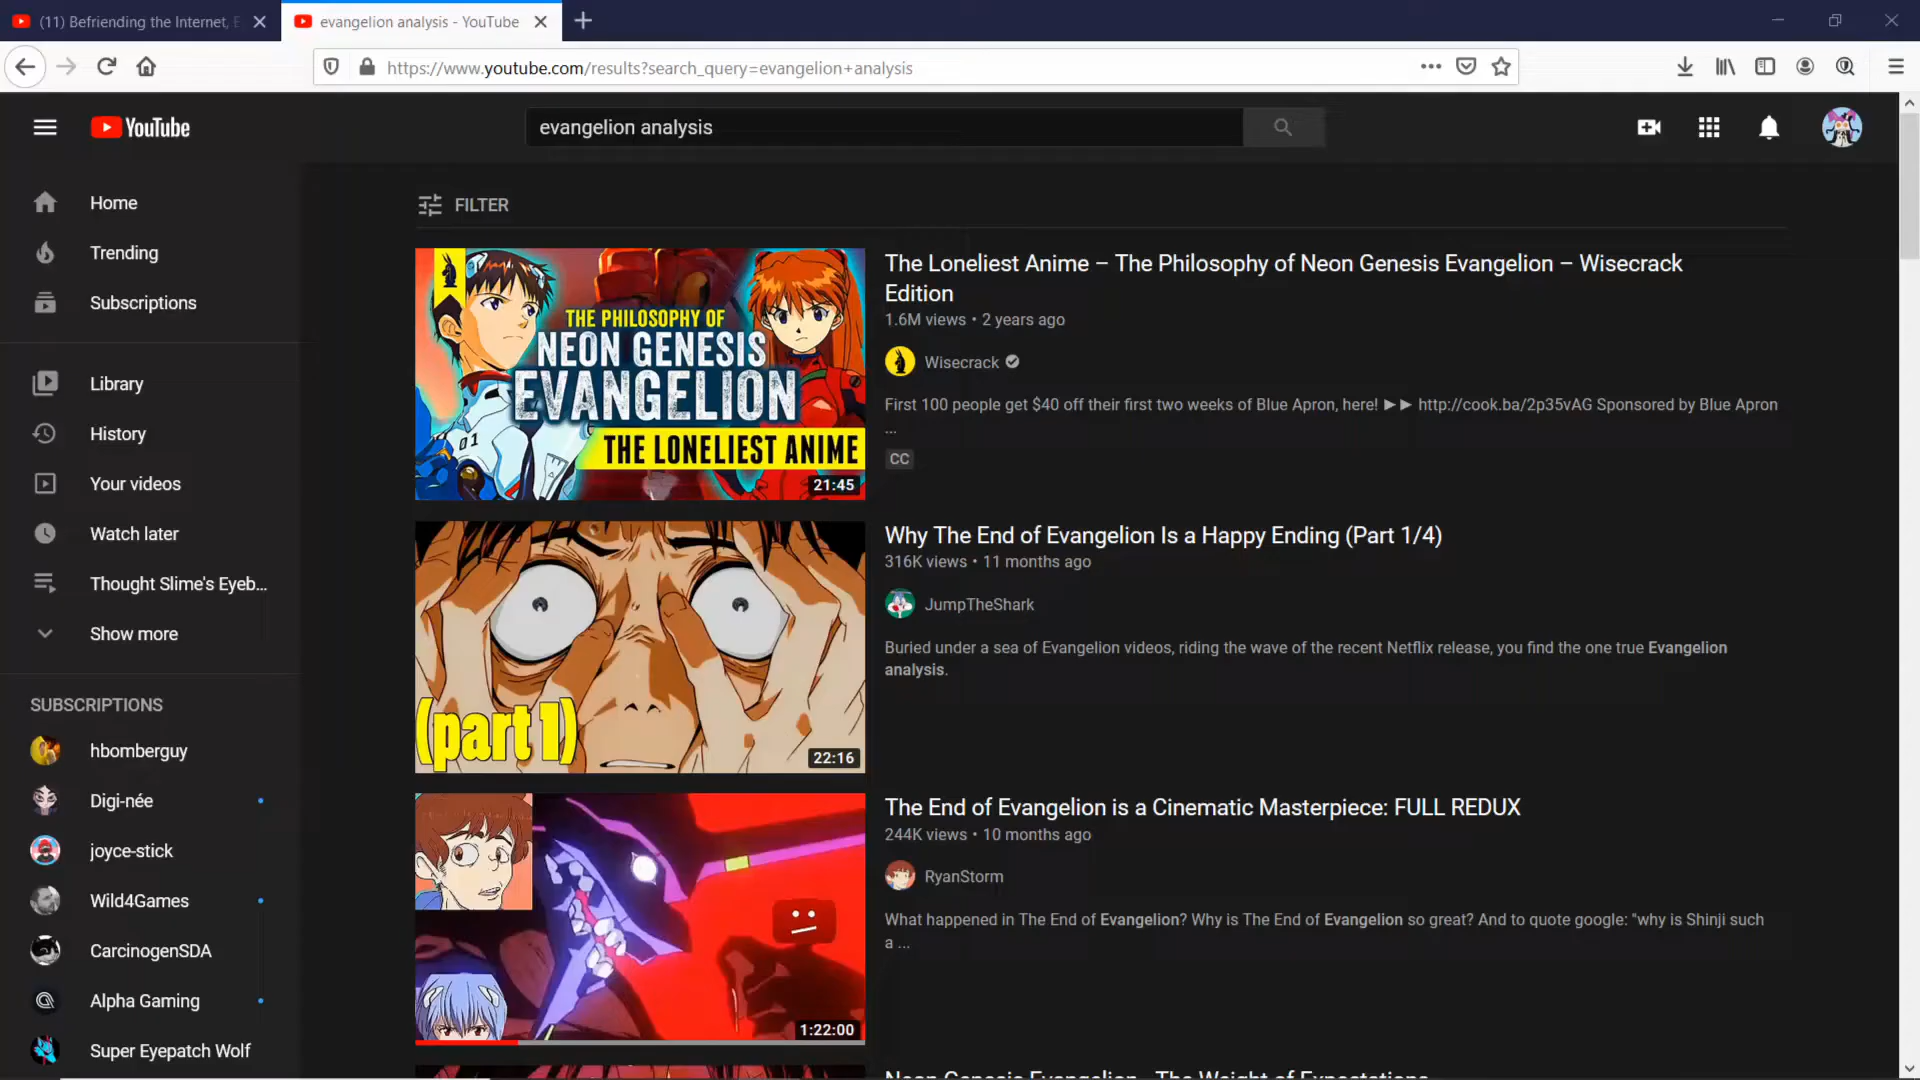 (11) Befriending the Internet, E
evangelion analysis - YouTube
https://www.youtube.com/results?search_query=evangelion+analysis
YouTube
evangelion analysis
Home
Trending
Subscriptions
Library
History
Your videos
Watch later
Thought Slime's Eyeb...
Show more
SUBSCRIPTIONS
hbomberguy
Digi-née
joyce-stick
Wild4Games
CarcinogenSDA
Alpha Gaming
Super Eyepatch Wolf
FILTER
THE PHILOSOPHY OF
NEON GENESIS
EVANGELION
THE LONELIEST ANIME
01
21:45
The Loneliest Anime – The Philosophy of Neon Genesis Evangelion – Wisecrack
Edition
1.6M views • 2 years ago
Wisecrack
First 100 people get $40 off their first two weeks of Blue Apron, here! ►► http://cook.ba/2p35vAG Sponsored by Blue Apron
...
CC
(part 1)
22:16
Why The End of Evangelion Is a Happy Ending (Part 1/4)
316K views • 11 months ago
JumpTheShark
Buried under a sea of Evangelion videos, riding the wave of the recent Netflix release, you find the one true Evangelion
analysis.
1:22:00
The End of Evangelion is a Cinematic Masterpiece: FULL REDUX
244K views • 10 months ago
RyanStorm
What happened in The End of Evangelion? Why is The End of Evangelion so great? And to quote google: "why is Shinji such
a ...
Neon Genesis Evangelion - The Weight of Expectations